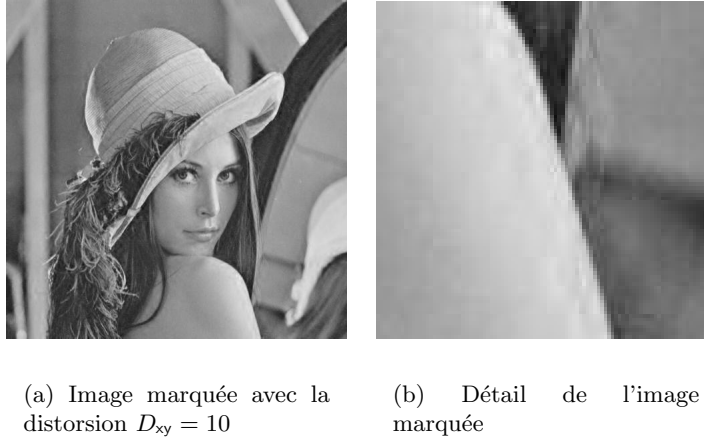 (a) Image marquée avec la
distorsion D_xy = 10
(b) Détail de l'image
marquée